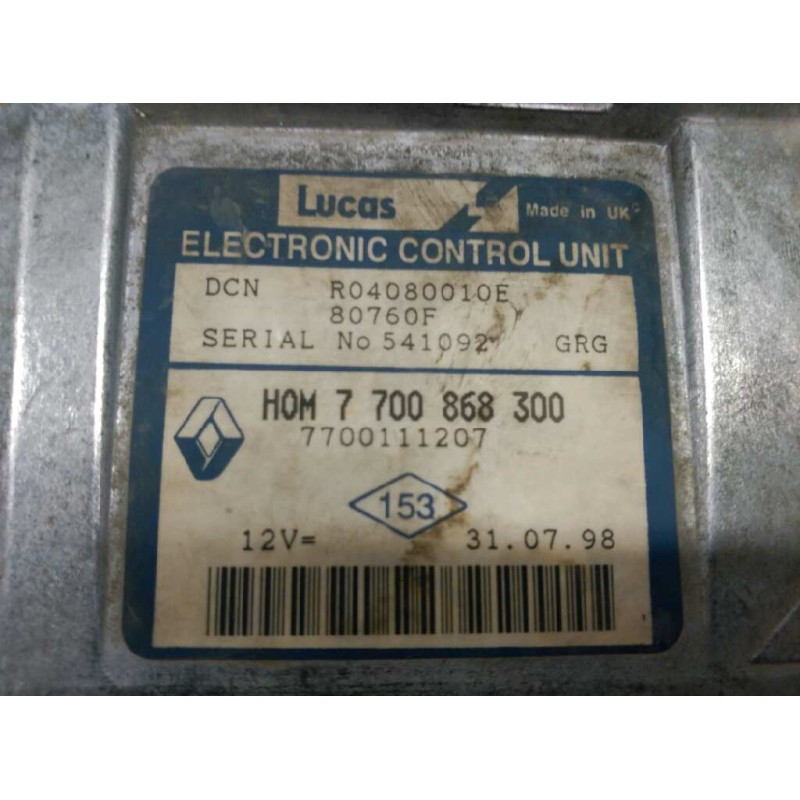 Lucas
Made in UK
ELECTRONIC CONTROL UNIT
DCN R04080010E
80760F
SERIAL No 541092 GRG
HOM 7 700 868 300
7700111207
153
12V= 31.07.98